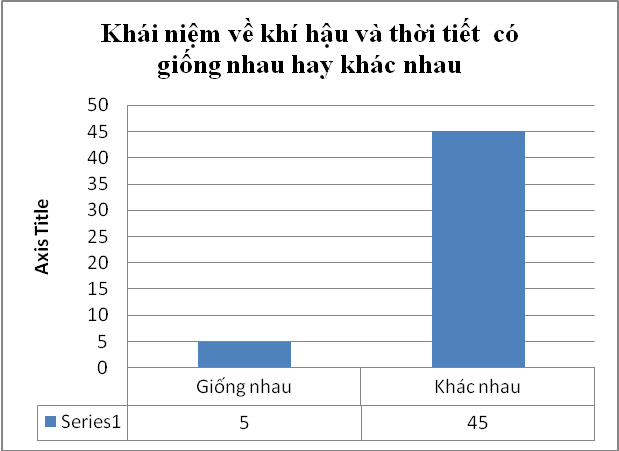 Khái niệm về khí hậu và thời tiết có
giống nhau hay khác nhau
50
45
40
35
30
25
20
15
10
5
0
Axis Title
Giống nhau Khác nhau
Series1 5 45